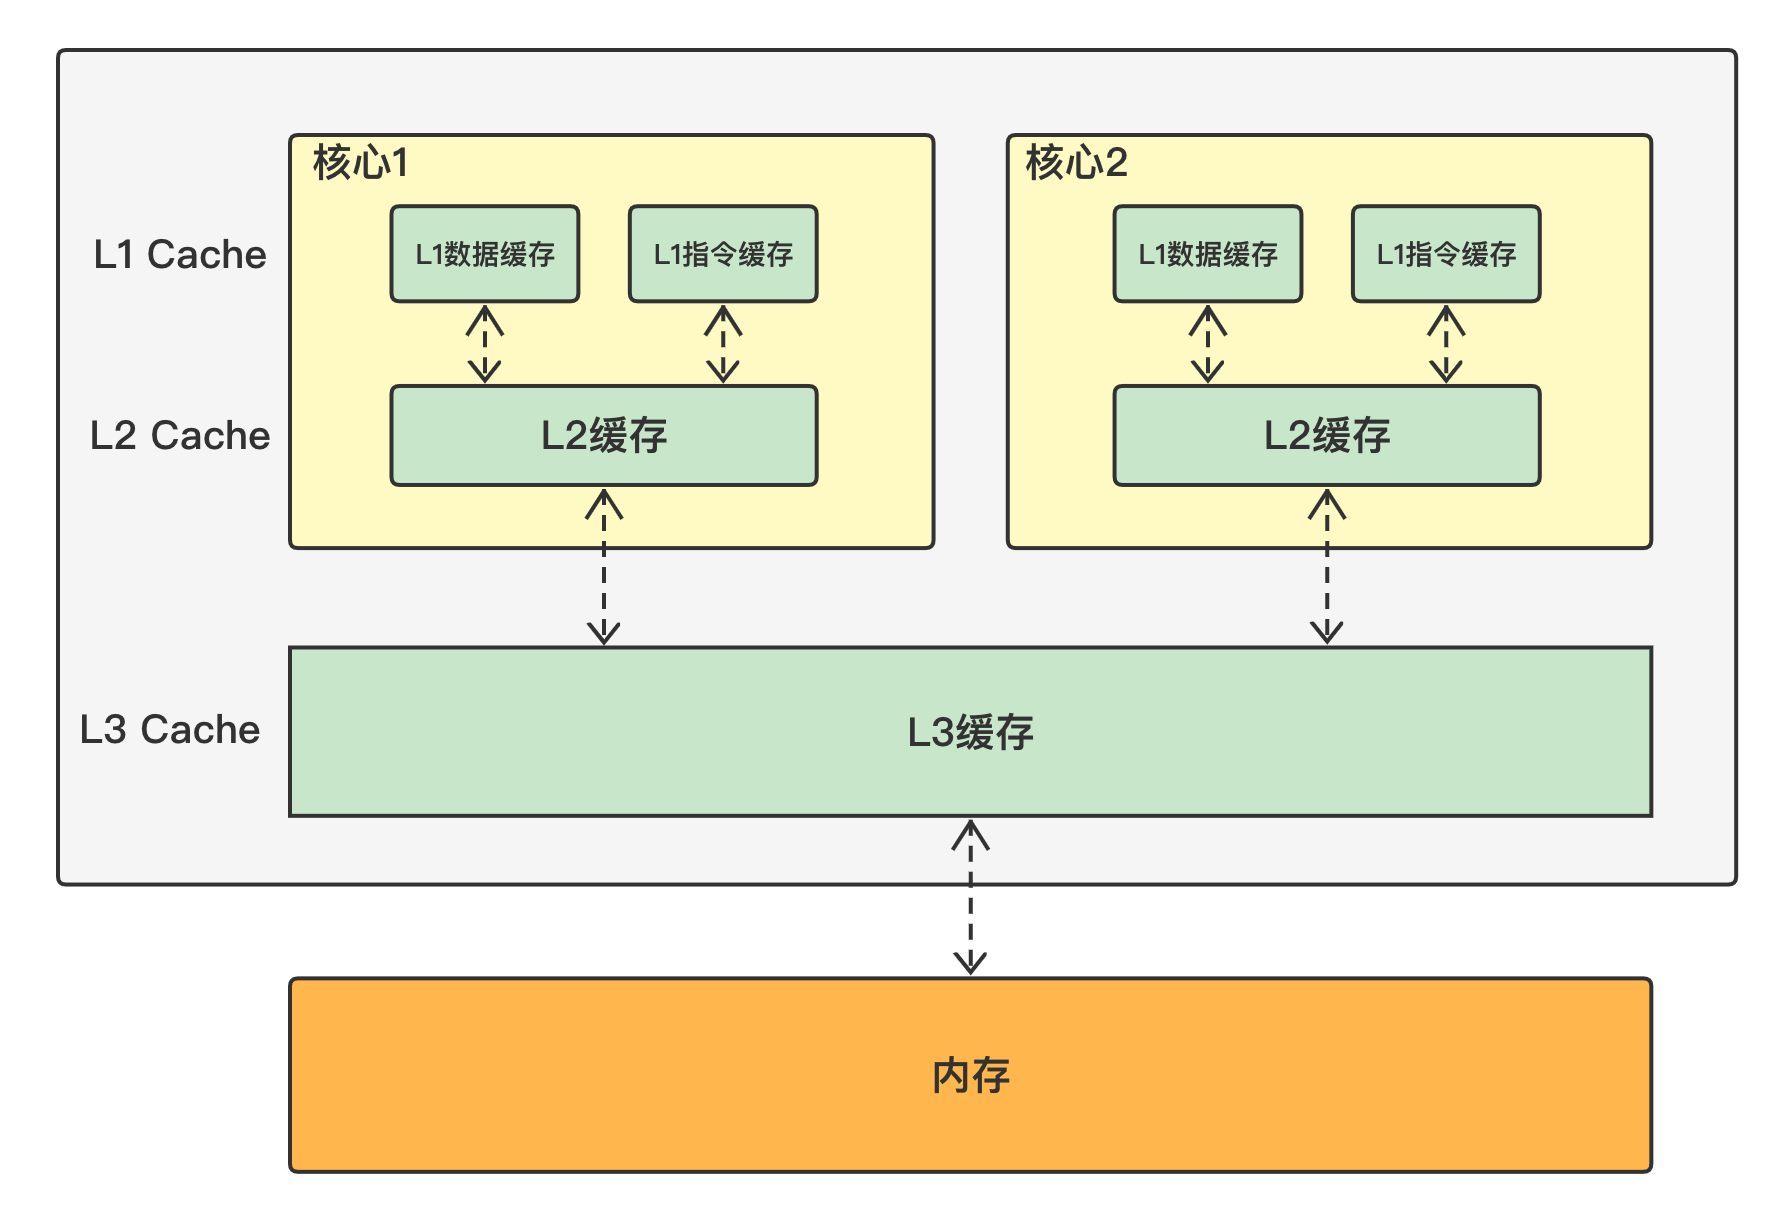 核心1
核心2
L1 Cache
L1数据缓存
L1指令缓存
L1数据缓存
L1指令缓存
L2 Cache
L2缓存
L2缓存
L3 Cache
L3缓存
内存